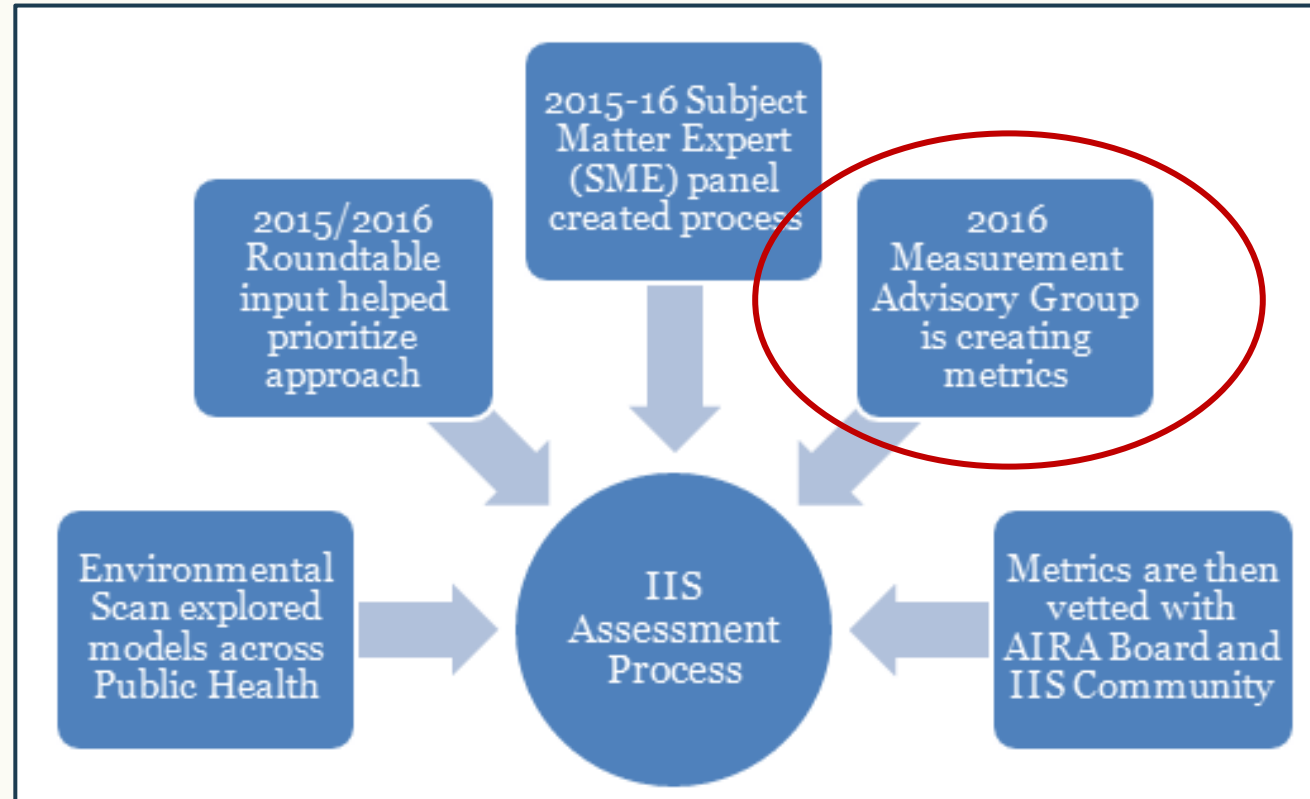 2015-16 Subject
Matter Expert
(SME) panel
created process
2015/2016
Roundtable
input helped
prioritize
approach
2016
Measurement
Advisory Group
is creating
metrics
Environmental
Scan explored
models across
Public Health
IIS
Assessment
Process
Metrics are then
vetted with
AIRA Board and
IIS Community